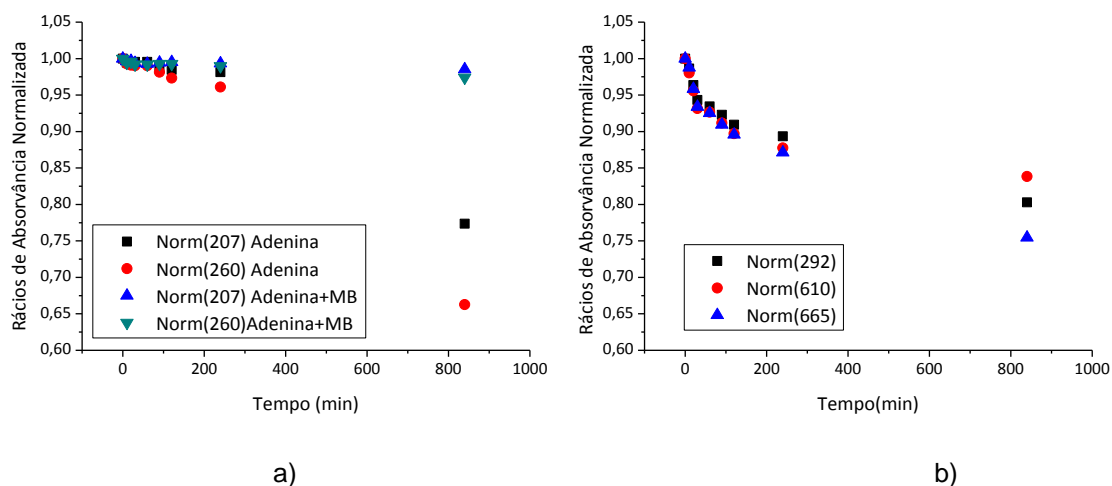 1,05
1,00
0,95
0,90
0,85
0,80
0,75
0,70
0,65
0,60
Rácios de Absorvância Normalizada
Norm(207) Adenina
Norm(260) Adenina
Norm(207) Adenina+MB
Norm(260)Adenina+MB
0 200 400 600 800 1000
Tempo (min)
a)
1,05
1,00
0,95
0,90
0,85
0,80
0,75
0,70
0,65
0,60
Rácios de Absorvância Normalizada
Norm(292)
Norm(610)
Norm(665)
0 200 400 600 800 1000
Tempo(min)
b)